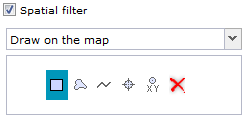 Spatial filter
Draw on the map
XY